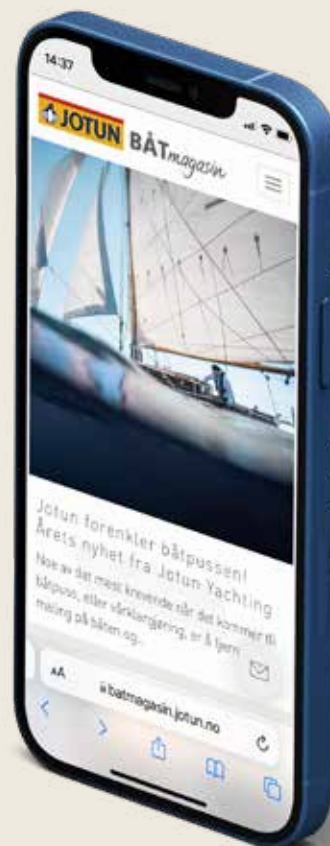 14:37
JOTUN BÅTmagasin
Jotun forenkler båtpussen!
Årets nyhet fra Jotun Yachting
Noe av det mest krevende når det kommer til
båtpuss, eller vårklargjøring, er å fjern
maling på båten og...
AA batmagasin.jotun.no